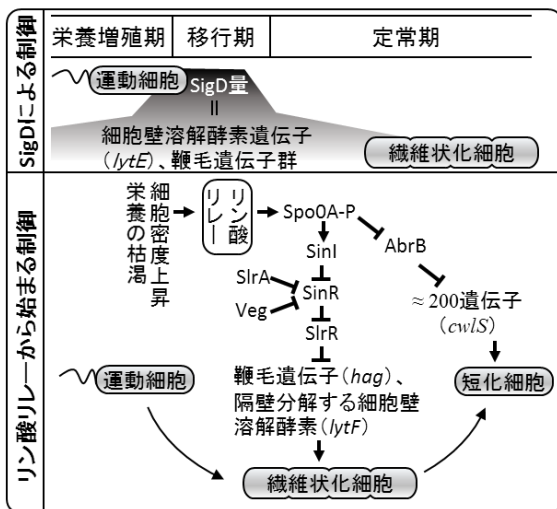 栄養増殖期 移行期 定常期
SigDによる制御
運動細胞
SigD量
=
細胞壁溶解酵素遺伝子
(lytE)、鞭毛遺伝子群
繊維状化細胞
リン酸リレーから始まる制御
細胞密度上昇
栄養の枯渇
リン酸
リレー
Spo0A-P
SinI
AbrB
SlrA
SinR
Veg
SlrR
≈ 200遺伝子
(cwlS)
運動細胞
鞭毛遺伝子(hag)、
隔壁分解する細胞壁
溶解酵素(lytF)
短化細胞
繊維状化細胞